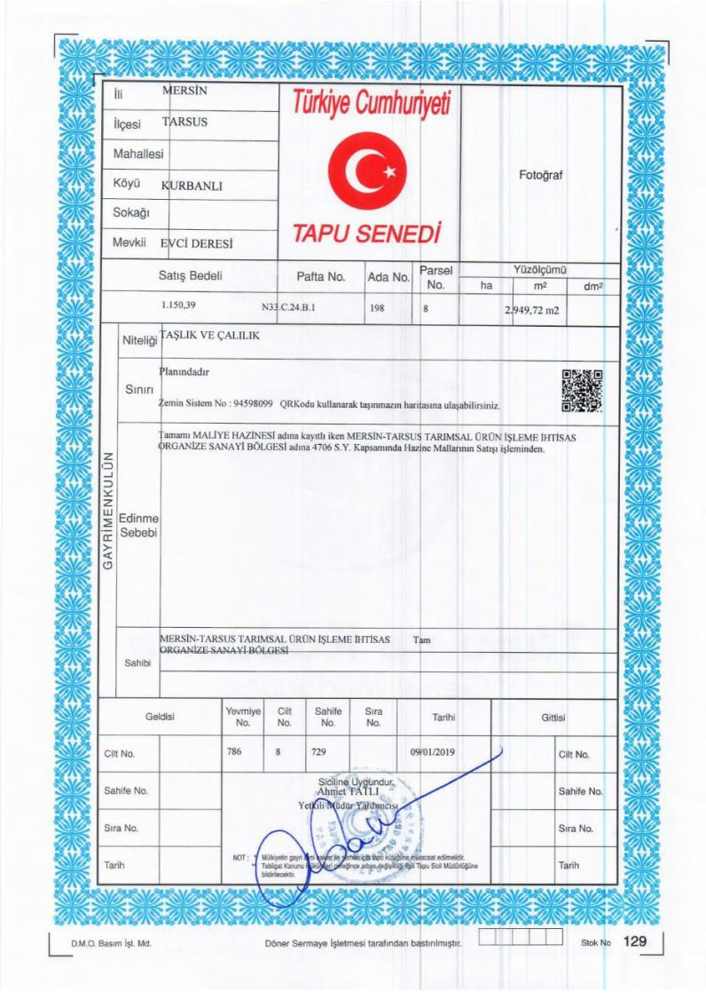 İli MERSİN
İlçesi TARSUS
Mahallesi
Köyü KURBANLI
Sokağı
Mevkii EVCİ DERESİ
Türkiye Cumhuriyeti
TAPU SENEDİ
Fotoğraf
Satış Bedeli Pafta No. Ada No. Parsel No. Yüzölçümü
ha m2 dm2
1.150,39 N33.C.24.B.1 198 8 2.949,72 m2
GAYRİMENKULÜN
Niteliği TAŞLIK VE ÇALILIK
Sınırı
Planındadır
Zemin Sistem No : 94598099 QRKodu kullanarak taşınmazın haritasına ulaşabilirsiniz.
Edinme Sebebi
Tamamı MALİYE HAZİNESİ adına kayıtlı iken MERSİN-TARSUS TARIMSAL ÜRÜN İŞLEME İHTİSAS
ORGANİZE SANAYİ BÖLGESİ adına 4706 S.Y. Kapsamında Hazine Mallarının Satışı işleminden.
Sahibi
MERSİN-TARSUS TARIMSAL ÜRÜN İŞLEME İHTİSAS Tam
ORGANİZE SANAYİ BÖLGESİ
Geldisi Yevmiye No. Cilt No. Sahife No. Sıra No. Tarihi Gittisi
Cilt No. 786 8 729 09/01/2019 Cilt No.
Siciline Uygundur.
Sahife No. Ahmet TATLI Sahife No.
Yetkili Müdür Yardımcısı
Sıra No. Sıra No.
NOT : * Mülkiyetin gayri ayni haklar ile şerhler için tapu kütüğüne müracaat edilmelidir.
Tarih * Tebligat Kanunu hükümleri gereğince adres değişikliği ilgili Tapu Sicil Müdürlüğüne Tarih
bildirilecektir.
D.M.O. Basım İşl. Md. Döner Sermaye İşletmesi tarafından bastırılmıştır. Stok No 129